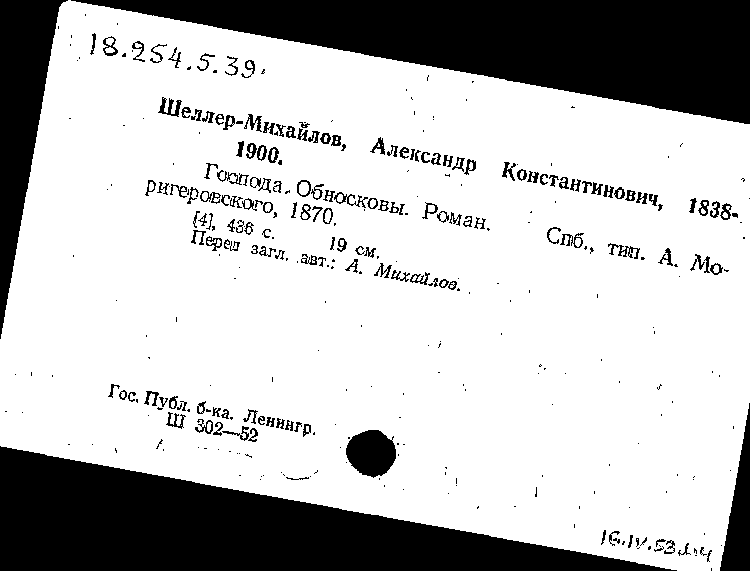 18.254.5.39.
Шеллер-Михайлов, Александр Константинович, 1838-
1900.
Господа Обносковы. Роман. Спб., тип. А. Мо-
ригеровского, 1870.
[4], 436 с. 19 см.
Перед загл. авт.: А. Михайлов.
Гос. Публ. б-ка. Ленингр.
Ш 302—52
16.IV.53